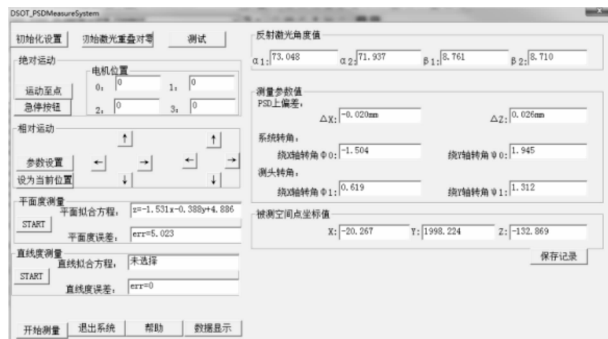 DSOT_PSDMeasureSystem
初始化设置 初始激光重叠对零 测试
绝对运动
电机位置
运动至点 0: 0 1: 0
急停按钮 2: 0 3: 0
相对运动
↑ ↑
参数设置 ← → ← →
设为当前位置 ↓ ↓
平面度测量
START 平面拟合方程: z=-1.531x-0.388y+4.886
平面度误差: err=5.023
直线度测量
START 直线拟合方程: 未选择
直线度误差: err=0
开始测量 退出系统 帮助 数据显示
反射激光角度值
α1: 73.048 α2: 71.937 β1: 8.761 β2: 8.710
测量参数值
PSD上偏差:
△X: -0.020mm △Z: 0.026mm
系统转角:
绕X轴转角Φ0: -1.504 绕Y轴转角Ψ0: 1.945
测头转角:
绕X轴转角Φ1: 0.619 绕Y轴转角Ψ1: 1.312
被测空间点坐标值
X: -20.267 Y: 1998.224 Z: -132.869
保存记录